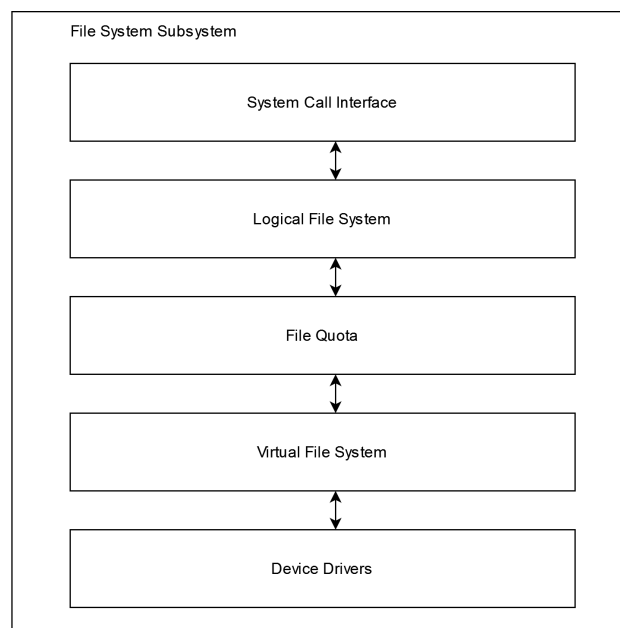 File System Subsystem
System Call Interface
Logical File System
File Quota
Virtual File System
Device Drivers